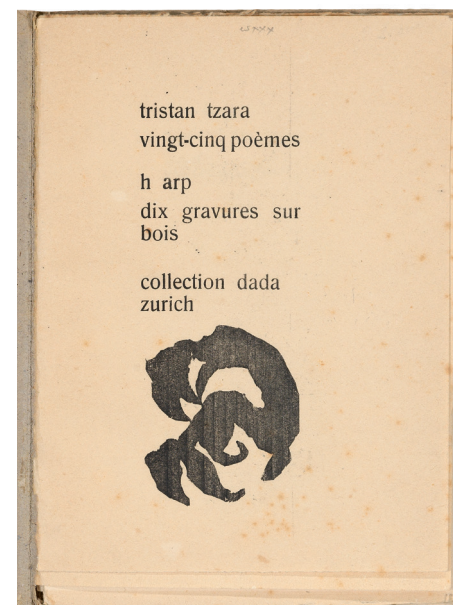 tristan tzara
vingt-cinq poèmes
h arp
dix gravures sur
bois
collection dada
zurich